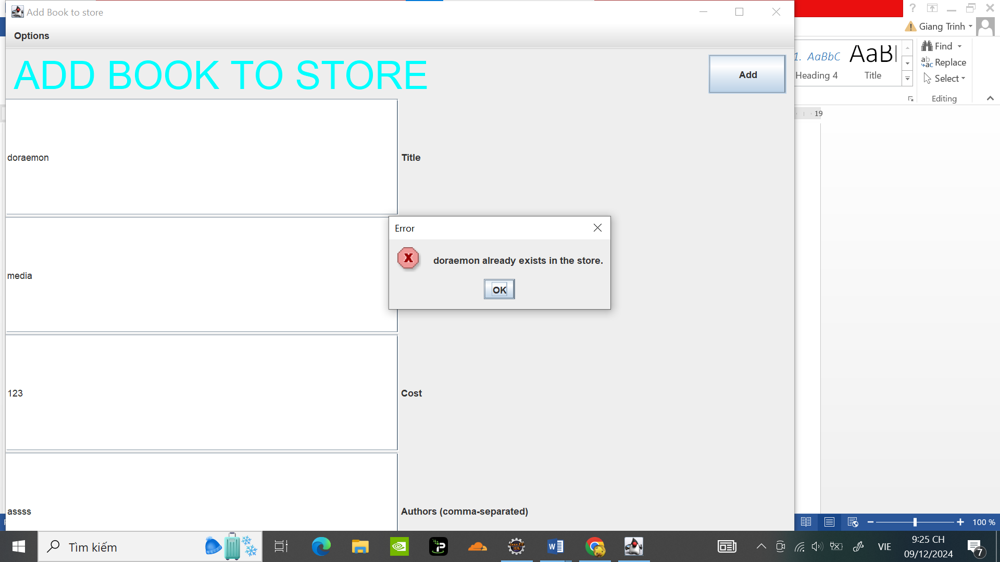 Add Book to store
Options
ADD BOOK TO STORE
Add
doraemon
Title
media
123
Cost
assss
Authors (comma-separated)
Error
doraemon already exists in the store.
OK
Giang Trinh
1. AaBbC
Heading 4
Title
Find
Replace
Select
Editing
19
100 %
Tìm kiếm
VIE
9:25 CH
09/12/2024
7